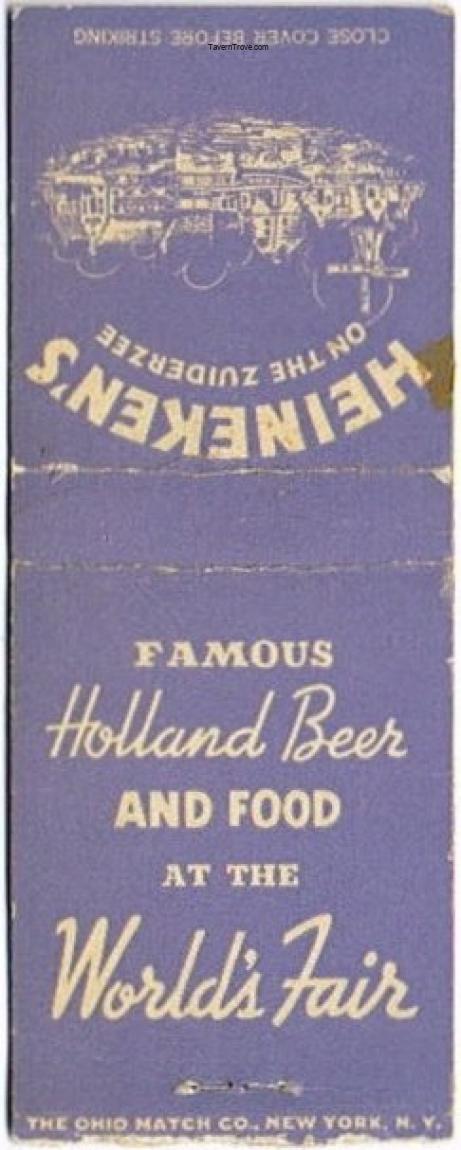 CLOSE COVER BEFORE STRIKING
TavernTrove.com
HEINEKEN'S
ON THE ZUIDERZEE
FAMOUS
Holland Beer
AND FOOD
AT THE
World's Fair
THE OHIO MATCH CO., NEW YORK, N. Y.